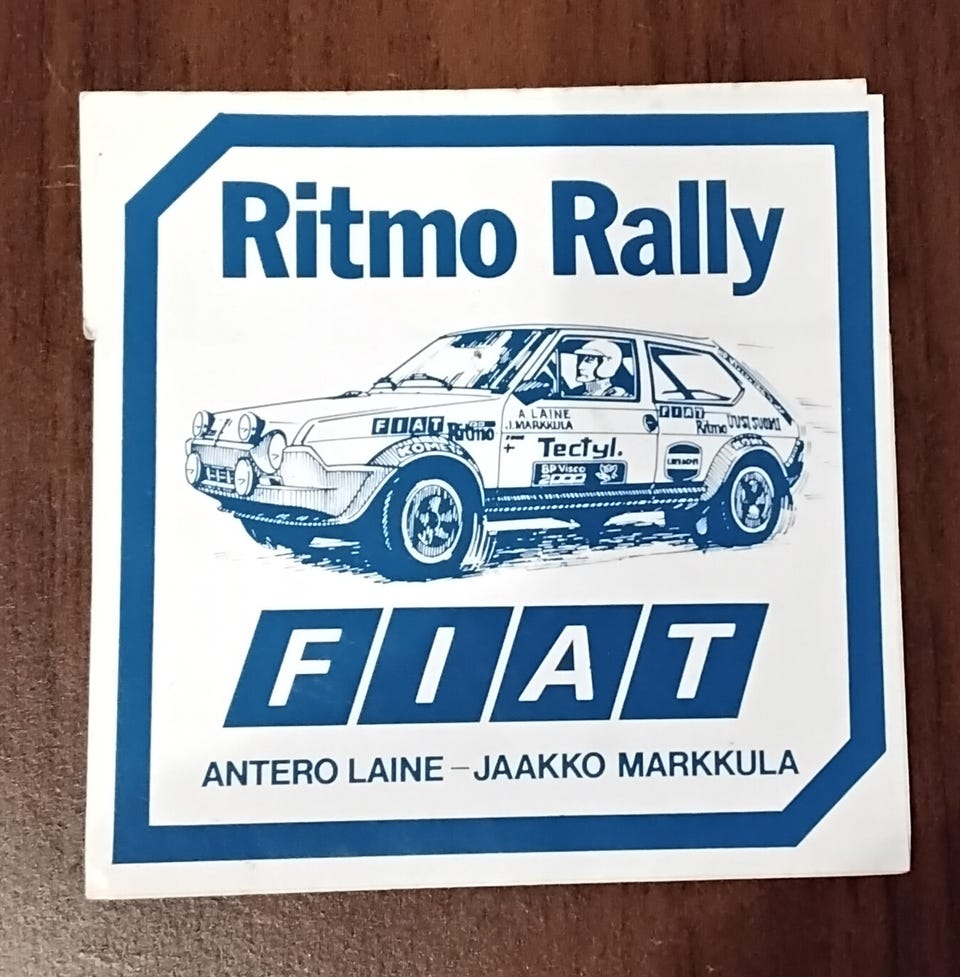 Ritmo Rally
A. LAINE
J. MARKKULA
FIAT
Ritmo
FIAT
Ritmo UUSI SUOMI
Tectyl.
BP Visco
2000
FIAT
ANTERO LAINE – JAAKKO MARKKULA